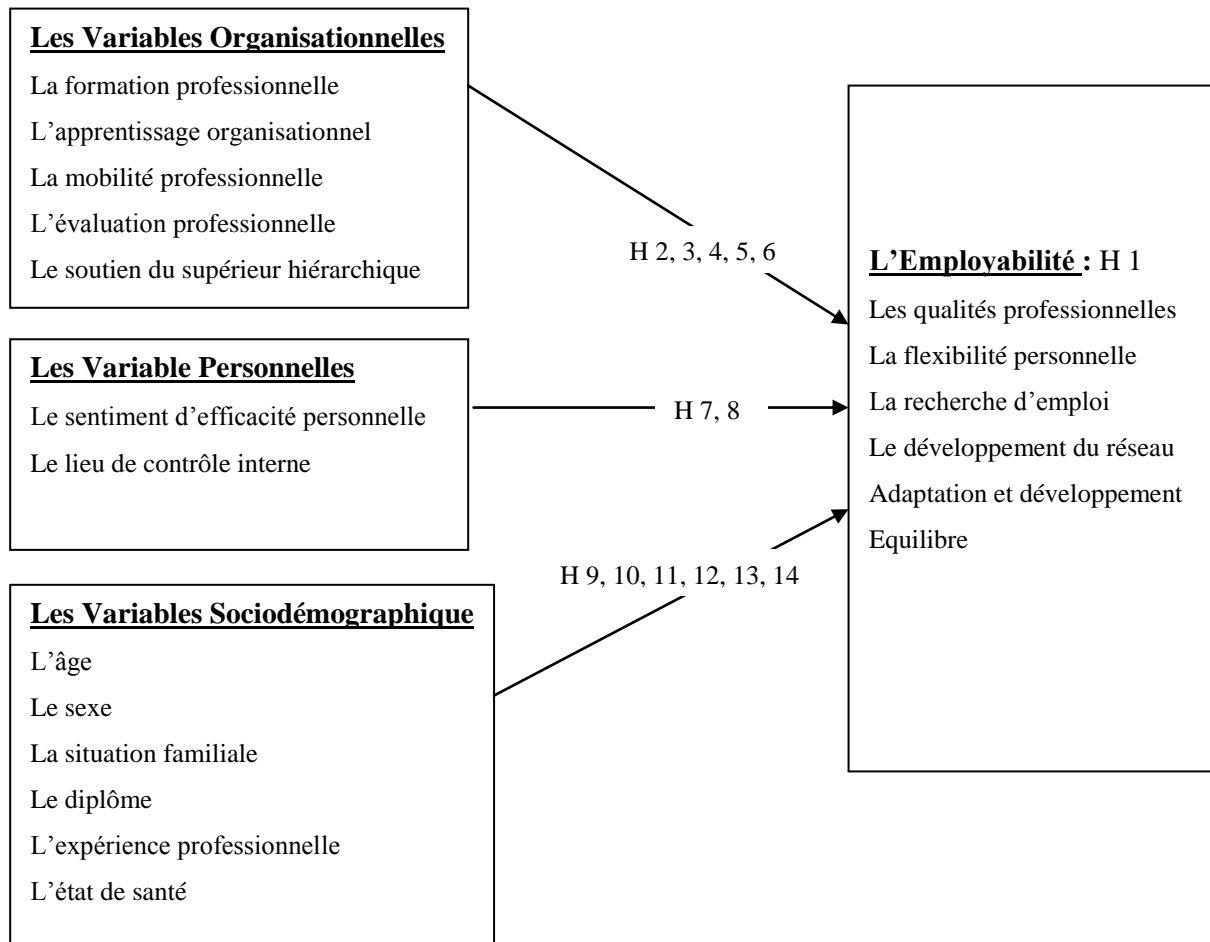 Les Variables Organisationnelles
La formation professionnelle
L'apprentissage organisationnel
La mobilité professionnelle
L'évaluation professionnelle
Le soutien du supérieur hiérarchique
H 2, 3, 4, 5, 6
Les Variable Personnelles
Le sentiment d'efficacité personnelle
Le lieu de contrôle interne
H 7, 8
Les Variables Sociodémographique
L'âge
Le sexe
La situation familiale
Le diplôme
L'expérience professionnelle
L'état de santé
H 9, 10, 11, 12, 13, 14
L'Employabilité : H 1
Les qualités professionnelles
La flexibilité personnelle
La recherche d'emploi
Le développement du réseau
Adaptation et développement
Equilibre